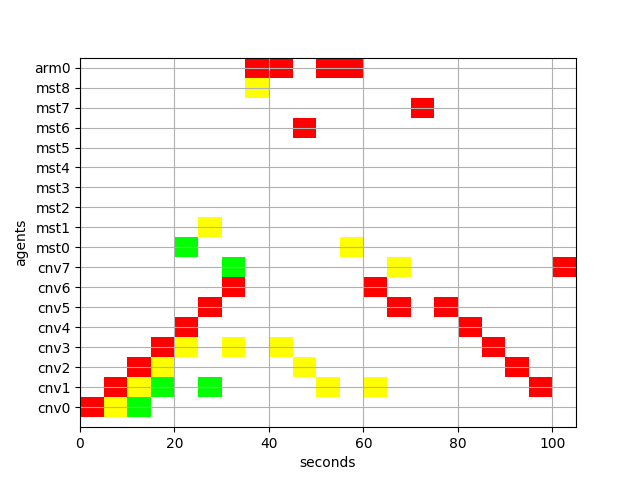 arm0
mst8
mst7
mst6
mst5
mst4
mst3
mst2
mst1
mst0
cnv7
cnv6
cnv5
cnv4
cnv3
cnv2
cnv1
cnv0
agents
0 20 40 60 80 100
seconds